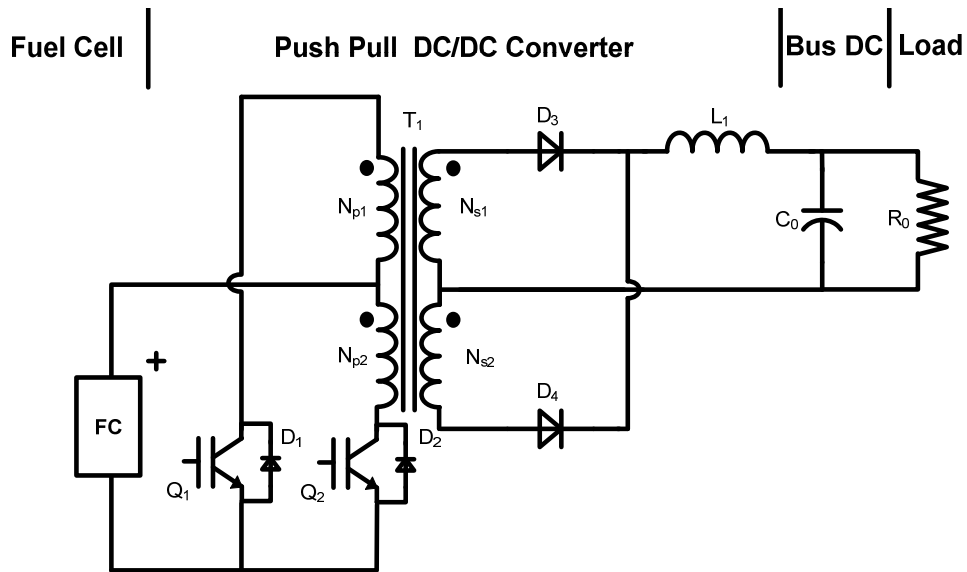 Fuel Cell
Push Pull DC/DC Converter
Bus DC
Load
T₁
D₃
L₁
Nₚ₁
Nₛ₁
C₀
R₀
+
Nₚ₂
Nₛ₂
D₄
FC
D₁
D₂
Q₁
Q₂